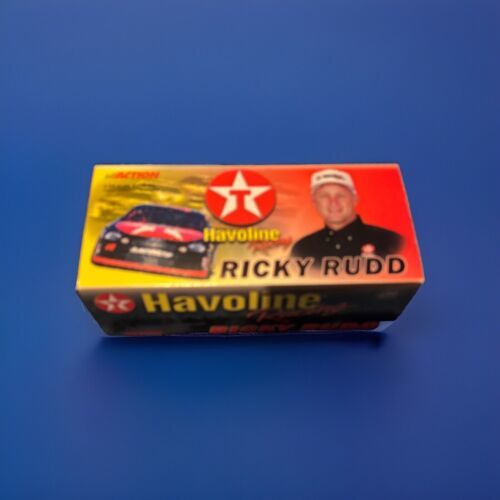 ACTION
Havoline
Racing
RICKY RUDD
Havoline
Racing
RICKY RUDD